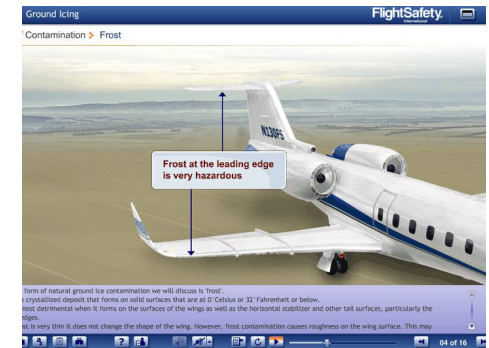 Ground Icing
FlightSafety
international
Contamination > Frost
N130FS
Frost at the leading edge
is very hazardous
form of natural ground ice contamination we will discuss is 'frost'.
crystallized deposit that forms on solid surfaces that are at 0°Celsius or 32°Fahrenheit or below.
most detrimental when it forms on the surfaces of the wings as well as the horizontal stabilizer and other tail surfaces, particularly the
edges.
is very thin it does not change the shape of the wing. However, frost contamination causes roughness on the wing surface. This may
?
04 of 16